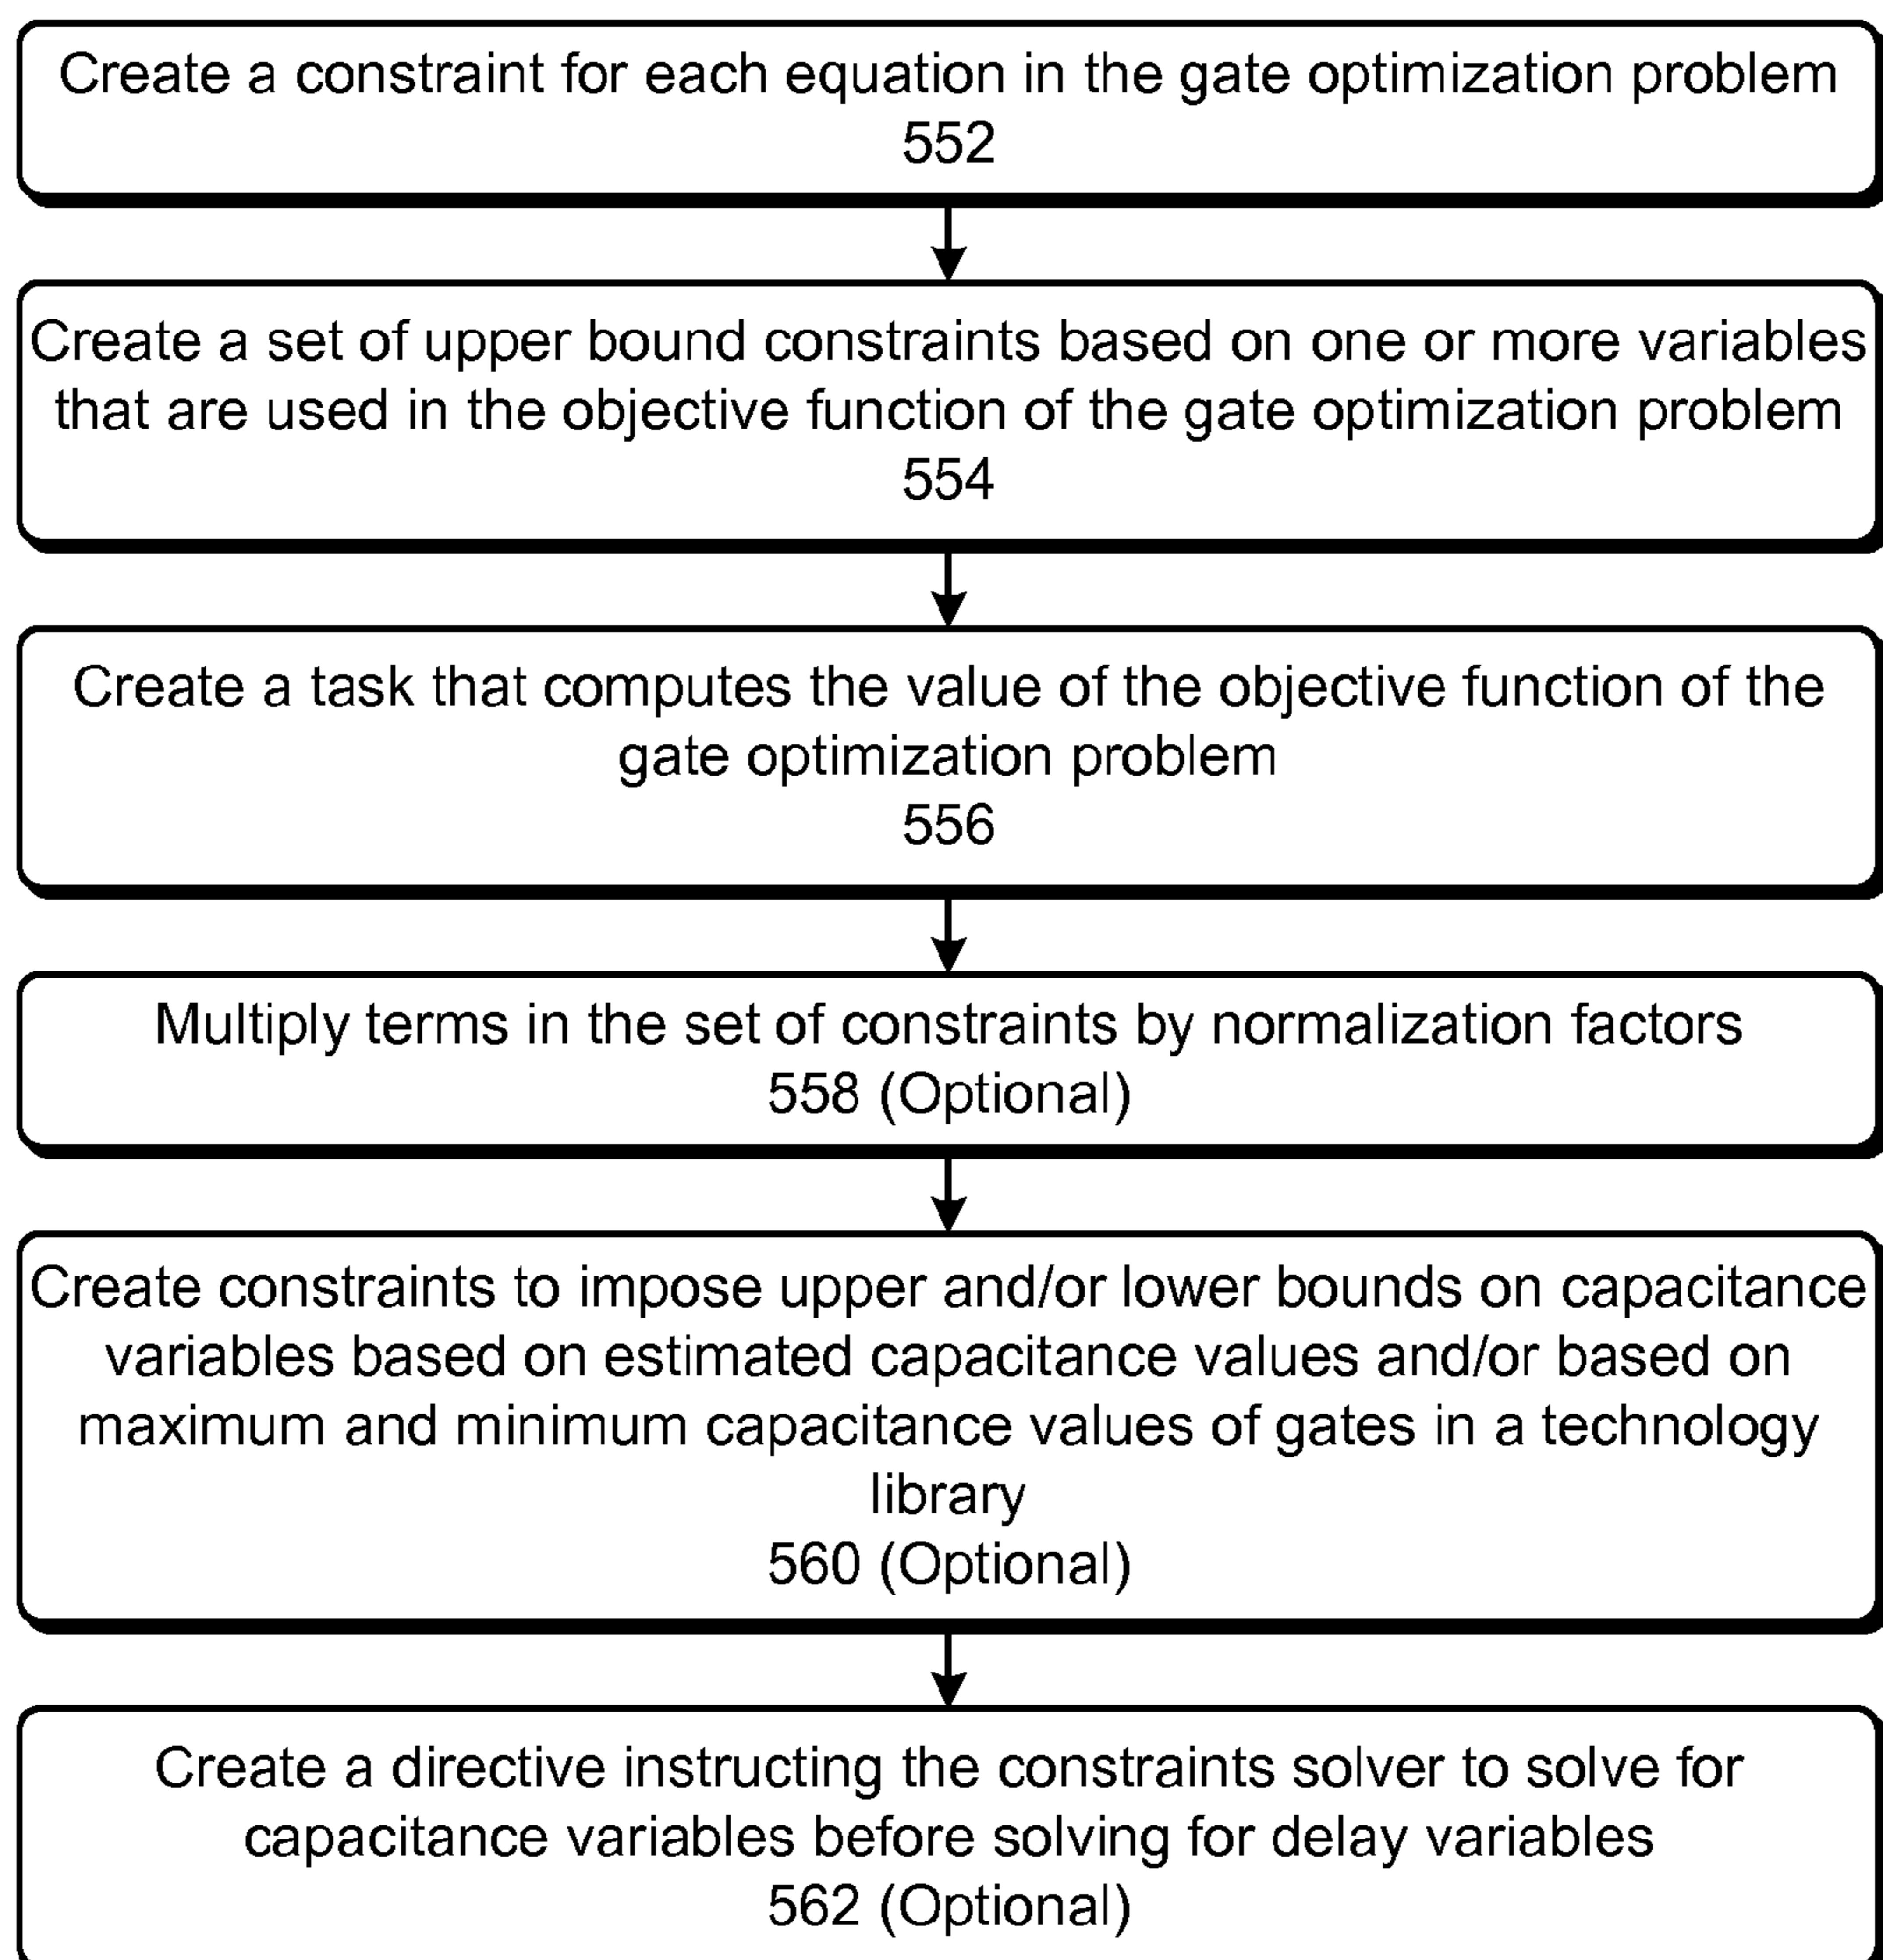 Create a constraint for each equation in the gate optimization problem
552
Create a set of upper bound constraints based on one or more variables
that are used in the objective function of the gate optimization problem
554
Create a task that computes the value of the objective function of the
gate optimization problem
556
Multiply terms in the set of constraints by normalization factors
558 (Optional)
Create constraints to impose upper and/or lower bounds on capacitance
variables based on estimated capacitance values and/or based on
maximum and minimum capacitance values of gates in a technology
library
560 (Optional)
Create a directive instructing the constraints solver to solve for
capacitance variables before solving for delay variables
562 (Optional)